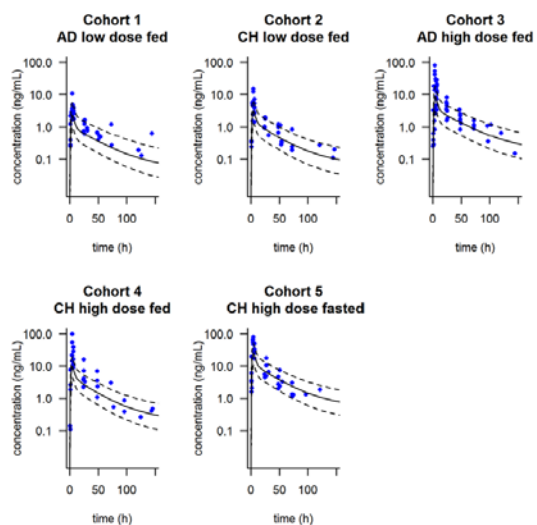 Cohort 1
AD low dose fed
concentration (ng/mL)
100.0
10.0
1.0
0.1
0
50
100
time (h)
Cohort 2
CH low dose fed
concentration (ng/mL)
100.0
10.0
1.0
0.1
0
50
100
time (h)
Cohort 3
AD high dose fed
concentration (ng/mL)
100.0
10.0
1.0
0.1
0
50
100
time (h)
Cohort 4
CH high dose fed
concentration (ng/mL)
100.0
10.0
1.0
0.1
0
50
100
time (h)
Cohort 5
CH high dose fasted
concentration (ng/mL)
100.0
10.0
1.0
0.1
0
50
100
time (h)